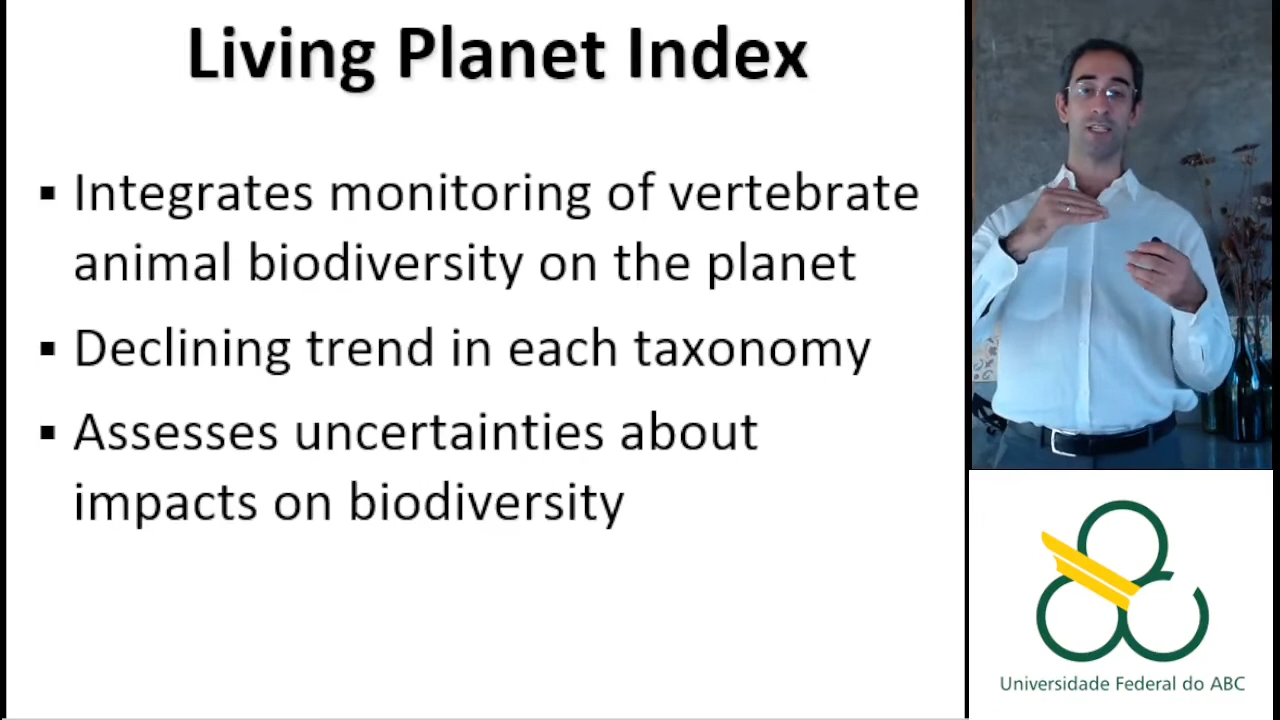 Living Planet Index
▪ Integrates monitoring of vertebrate
animal biodiversity on the planet
▪ Declining trend in each taxonomy
▪ Assesses uncertainties about
impacts on biodiversity
Universidade Federal do ABC